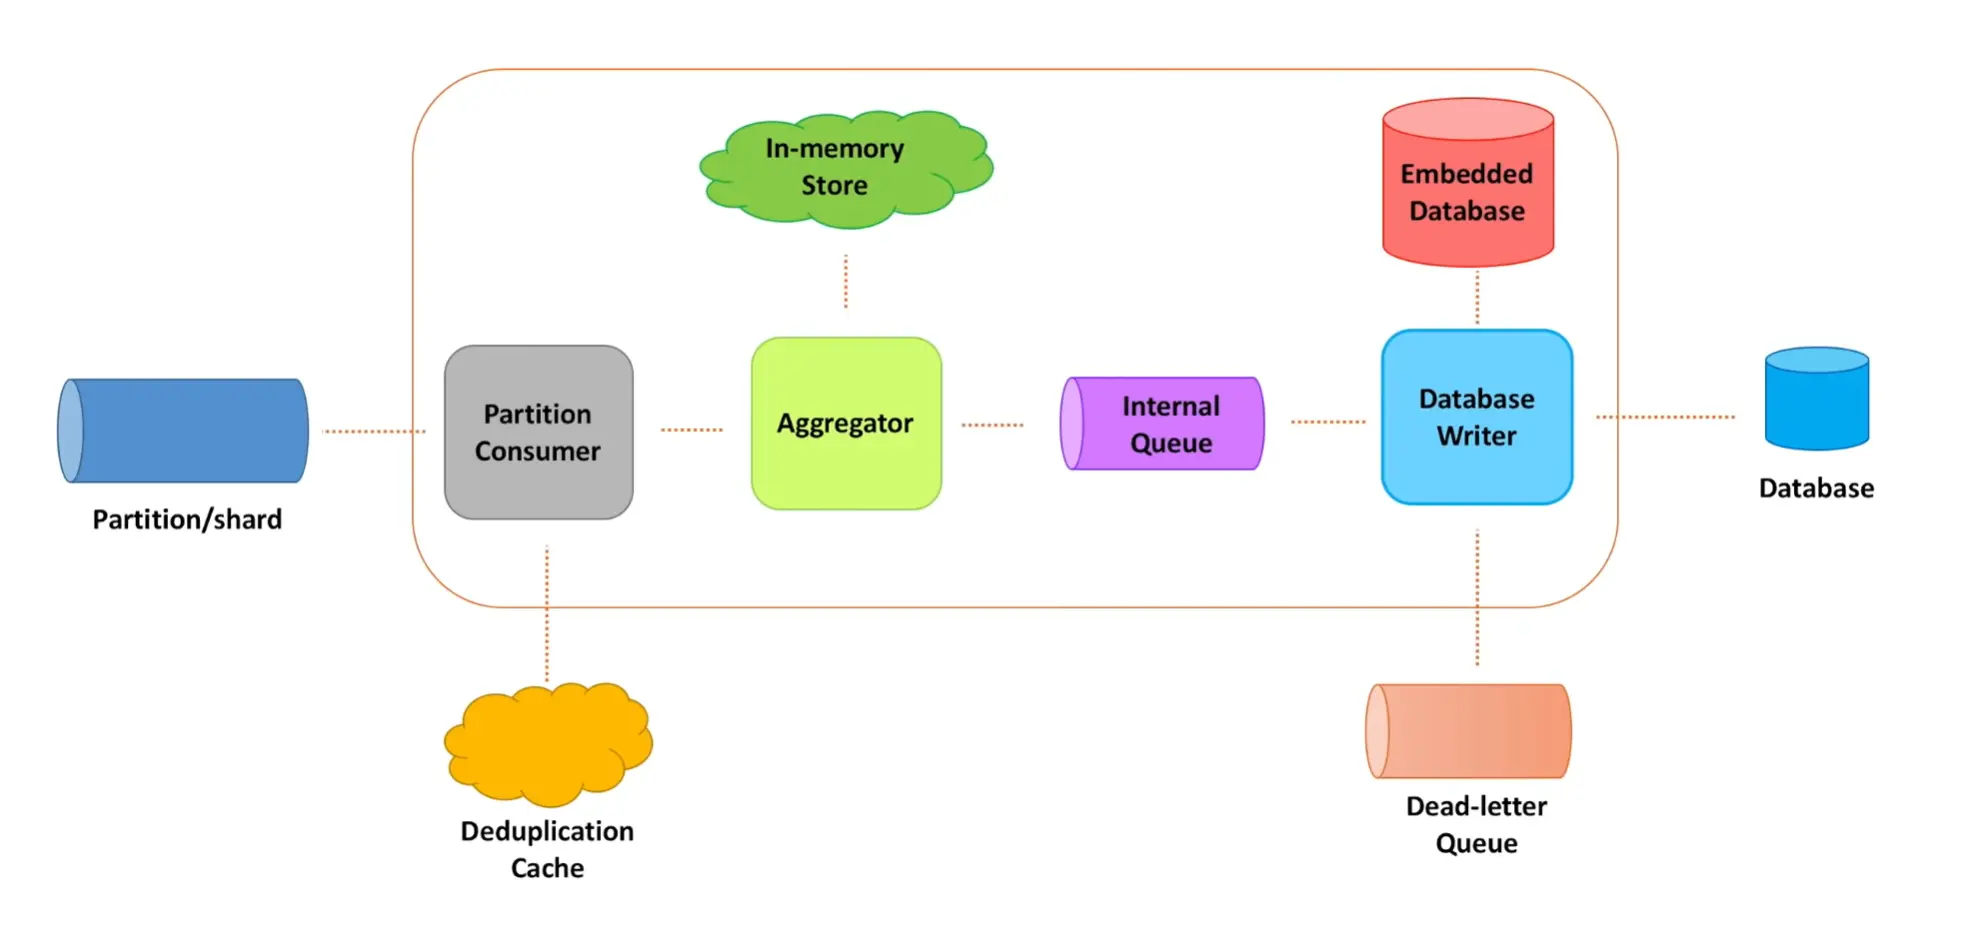 In-memory
Store
Embedded
Database
Partition
Consumer
Aggregator
Internal
Queue
Database
Writer
Partition/shard
Database
Deduplication
Cache
Dead-letter
Queue